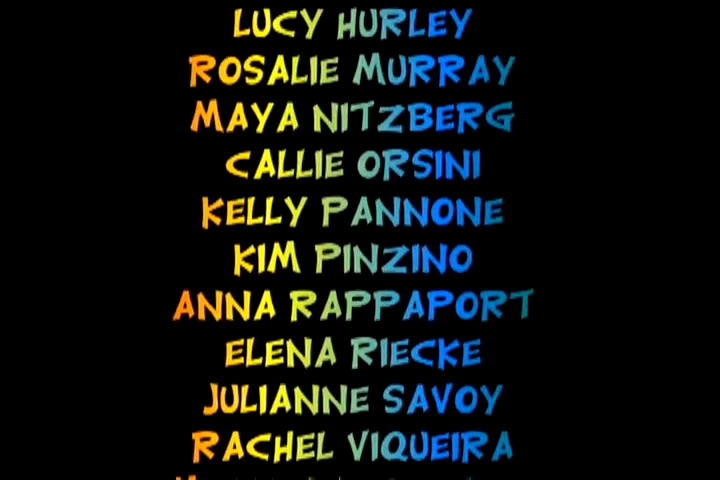 LUCY HURLEY
ROSALIE MURRAY
MAYA NITZBERG
CALLIE ORSINI
KELLY PANNONE
KIM PINZINO
ANNA RAPPAPORT
ELENA RIECKE
JULIANNE SAVOY
RACHEL VIQUEIRA